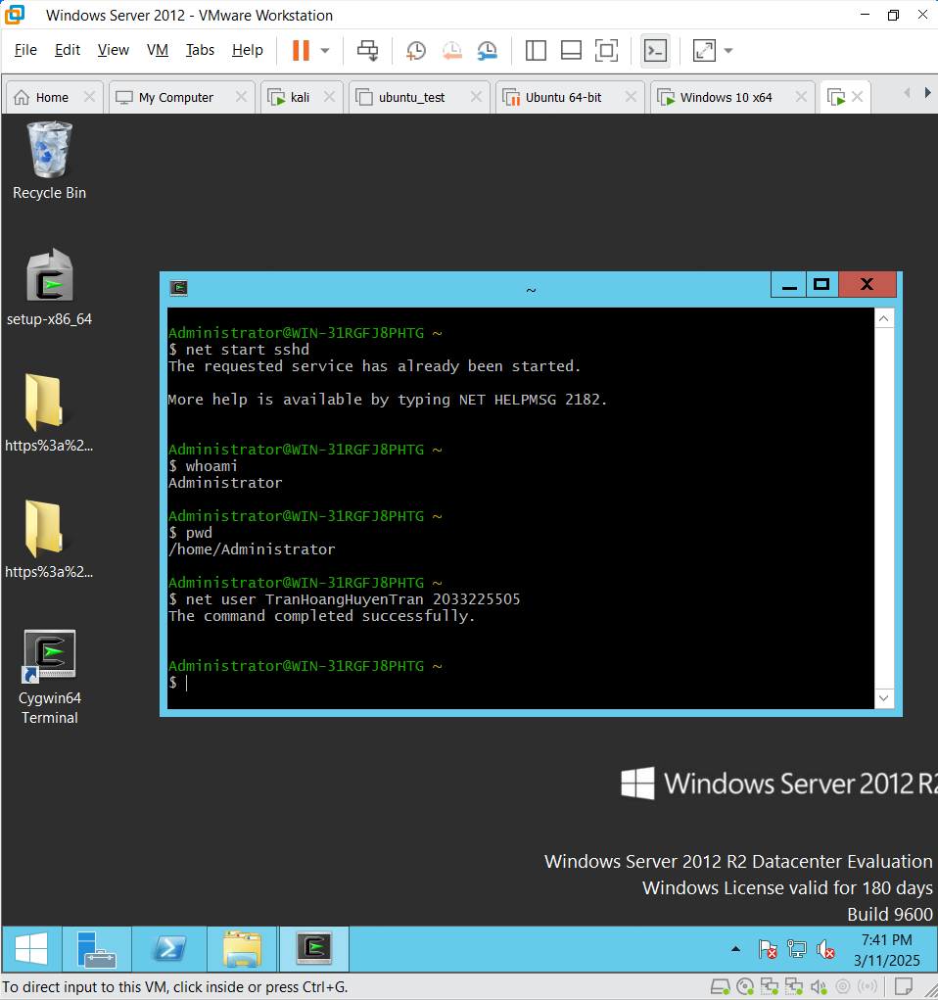 Windows Server 2012 - VMware Workstation
File Edit View VM Tabs Help
Home My Computer kali ubuntu_test Ubuntu 64-bit Windows 10 x64
Recycle Bin
setup-x86_64
https%3a%2...
https%3a%2...
Cygwin64
Terminal
~
Administrator@WIN-31RGFJ8PHTG ~
$ net start sshd
The requested service has already been started.
More help is available by typing NET HELPMSG 2182.
Administrator@WIN-31RGFJ8PHTG ~
$ whoami
Administrator
Administrator@WIN-31RGFJ8PHTG ~
$ pwd
/home/Administrator
Administrator@WIN-31RGFJ8PHTG ~
$ net user TranHoangHuyenTran 2033225505
The command completed successfully.
Administrator@WIN-31RGFJ8PHTG ~
$
Windows Server 2012 R2
Windows Server 2012 R2 Datacenter Evaluation
Windows License valid for 180 days
Build 9600
7:41 PM
3/11/2025
To direct input to this VM, click inside or press Ctrl+G.